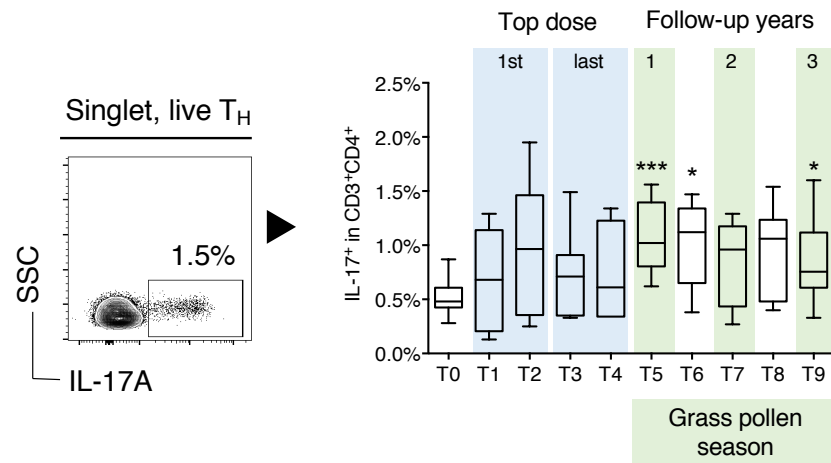 Top dose
Follow-up years
1st
last
1
2
3
Singlet, live TH
1.5%
SSC
IL-17A
IL-17+ in CD3+CD4+
2.5%
2.0%
1.5%
1.0%
0.5%
0.0%
***
*
*
T0 T1 T2 T3 T4 T5 T6 T7 T8 T9
Grass pollen
season